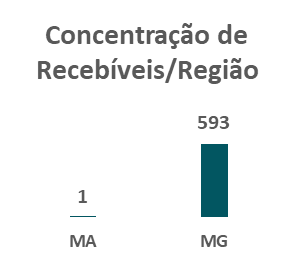 Concentração de
Recebíveis/Região
593
1
MA MG